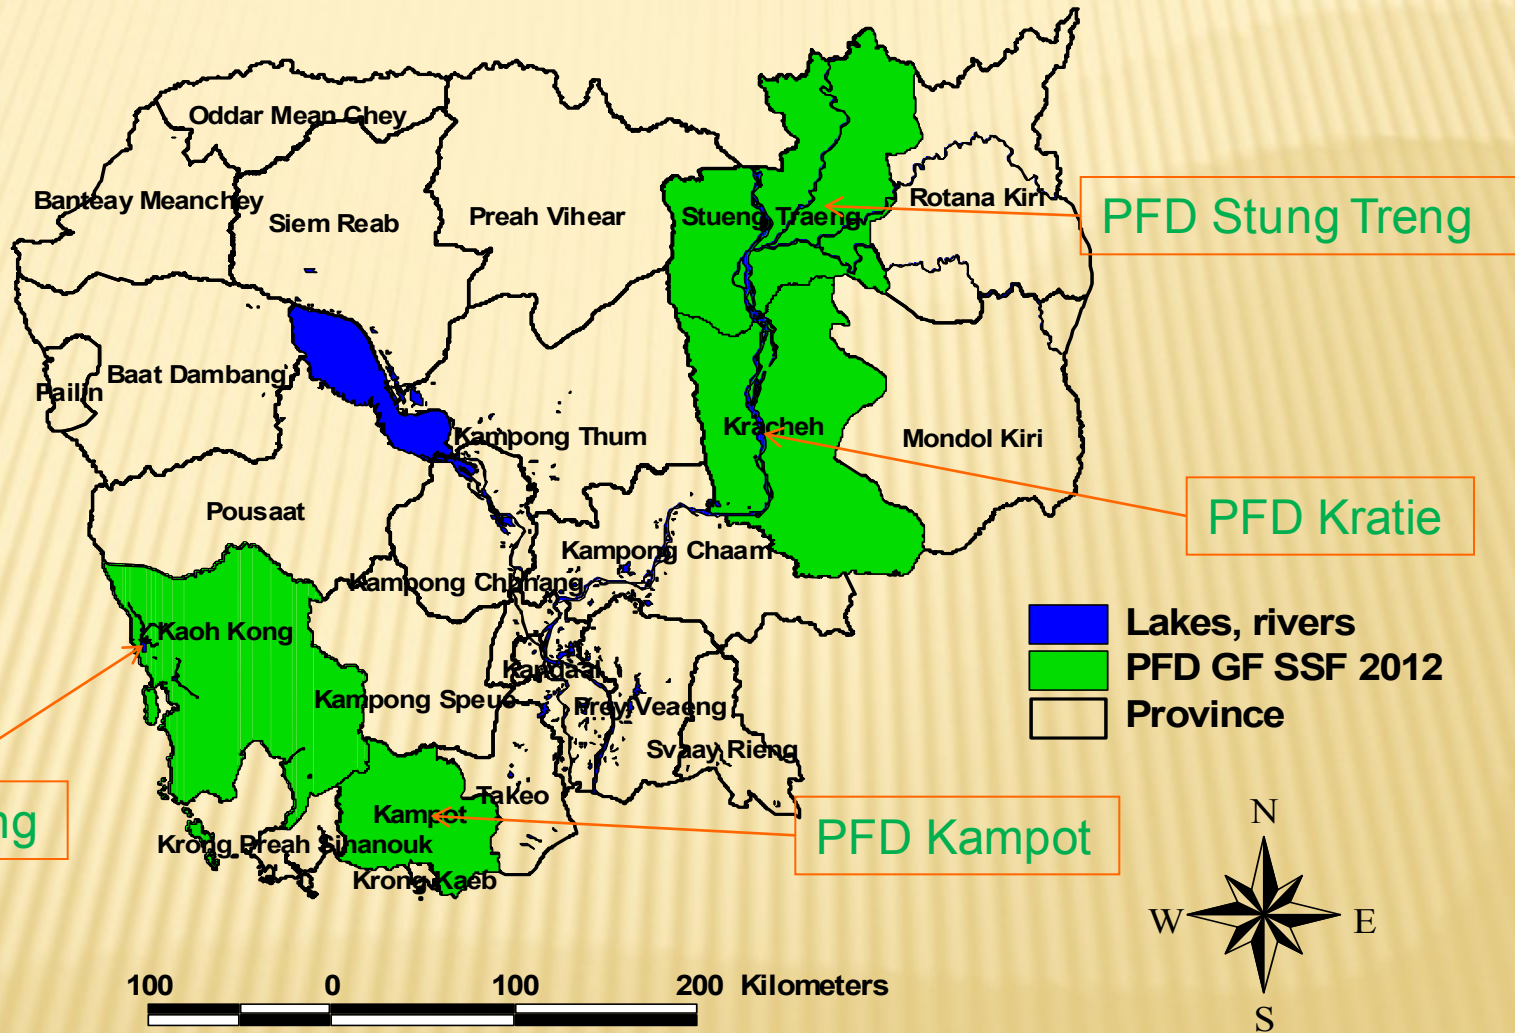 Oddar Mean Chey
Banteay Meanchey
Siem Reab
Preah Vihear
Stueng Traeng
Rotana Kiri
PFD Stung Treng
Pailin
Baat Dambang
Kampong Thum
Kracheh
Mondol Kiri
Pousaat
PFD Kratie
Kampong Chaam
Kampong Chhnang
Kaoh Kong
Kandaal
Kampong Speue
Prey Veaeng
Svaay Rieng
Lakes, rivers
PFD GF SSF 2012
Province
Takeo
Kampot
ng
PFD Kampot
Krong Preah Sihanouk
Krong Kaeb
N
W
E
S
100 0 100 200 Kilometers